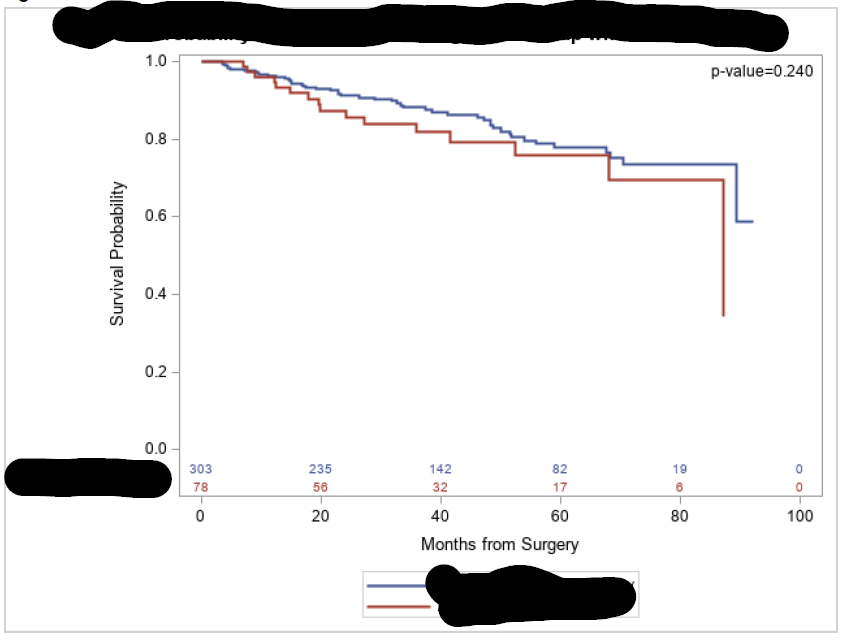 p-value=0.240
1.0
0.8
0.6
0.4
0.2
0.0
Survival Probability
303 235 142 82 19 0
78 56 32 17 6 0
0 20 40 60 80 100
Months from Surgery